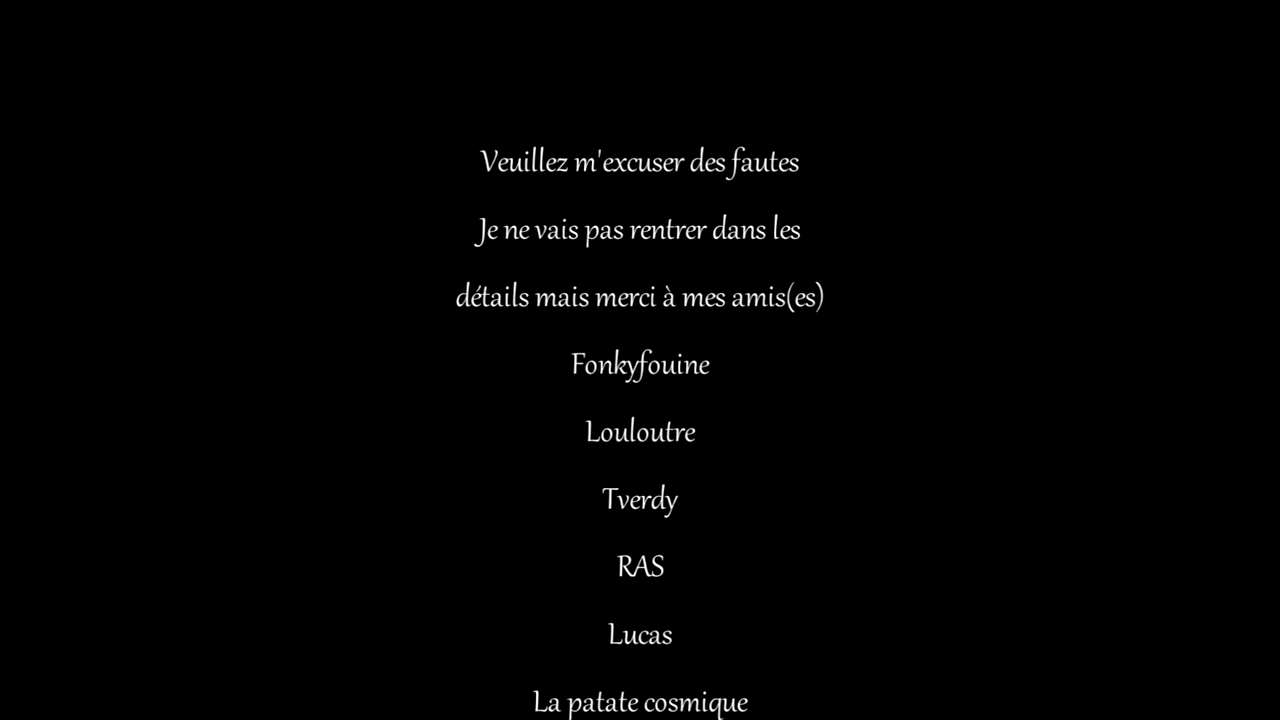 Veuillez m'excuser des fautes
Je ne vais pas rentrer dans les
détails mais merci à mes amis(es)
Fonkyfouine
Louloutre
Tverdy
RAS
Lucas
La patate cosmique